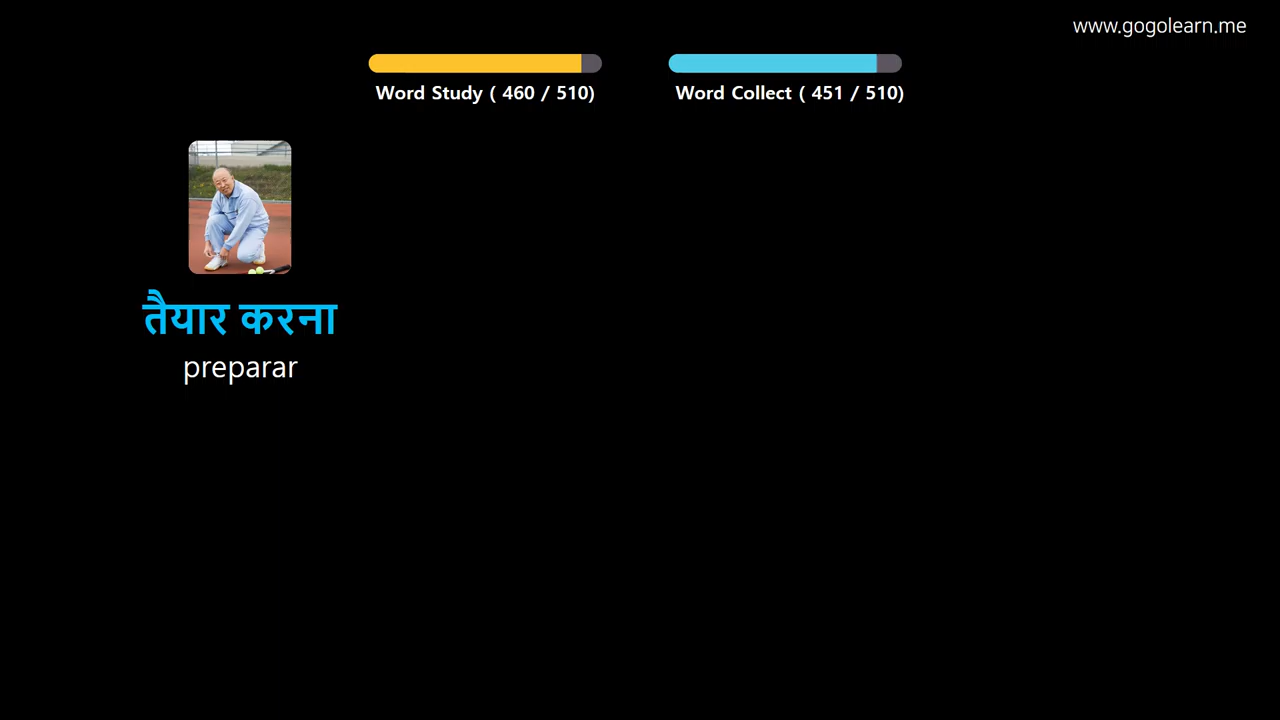 www.gogolearn.me
Word Study ( 460 / 510)
Word Collect ( 451 / 510)
तैयार करना
preparar